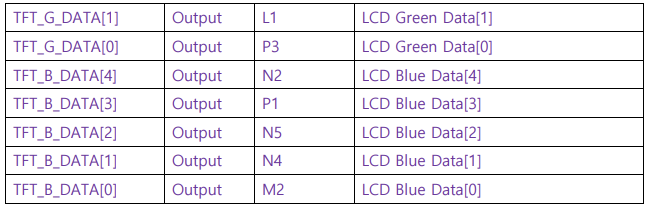 TFT_G_DATA[1] Output L1 LCD Green Data[1]
TFT_G_DATA[0] Output P3 LCD Green Data[0]
TFT_B_DATA[4] Output N2 LCD Blue Data[4]
TFT_B_DATA[3] Output P1 LCD Blue Data[3]
TFT_B_DATA[2] Output N5 LCD Blue Data[2]
TFT_B_DATA[1] Output N4 LCD Blue Data[1]
TFT_B_DATA[0] Output M2 LCD Blue Data[0]